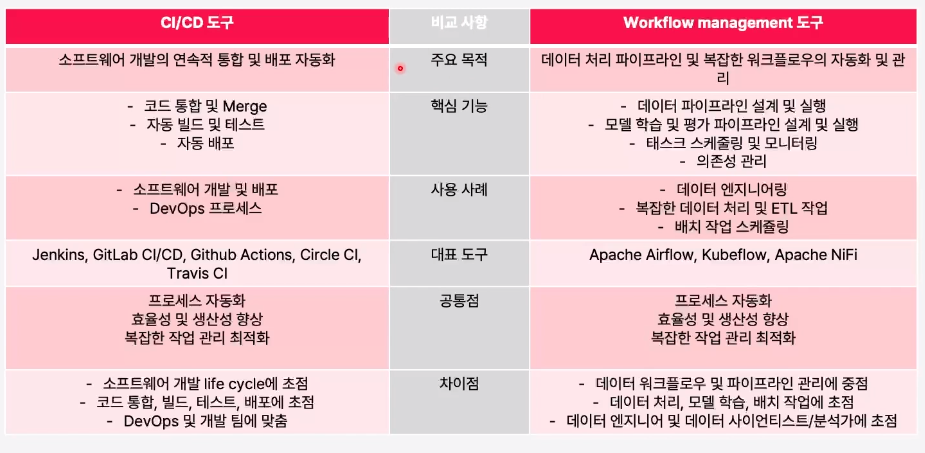 CI/CD 도구
비교 사항
Workflow management 도구
소프트웨어 개발의 연속적 통합 및 배포 자동화
주요 목적
데이터 처리 파이프라인 및 복잡한 워크플로우의 자동화 및 관
리
- 코드 통합 및 Merge
- 자동 빌드 및 테스트
- 자동 배포
핵심 기능
- 데이터 파이프라인 설계 및 실행
- 모델 학습 및 평가 파이프라인 설계 및 실행
- 태스크 스케줄링 및 모니터링
- 의존성 관리
- 소프트웨어 개발 및 배포
- DevOps 프로세스
사용 사례
- 데이터 엔지니어링
- 복잡한 데이터 처리 및 ETL 작업
- 배치 작업 스케쥴링
Jenkins, GitLab CI/CD, Github Actions, Circle CI,
Travis CI
대표 도구
Apache Airflow, Kubeflow, Apache NiFi
프로세스 자동화
효율성 및 생산성 향상
복잡한 작업 관리 최적화
공통점
프로세스 자동화
효율성 및 생산성 향상
복잡한 작업 관리 최적화
- 소프트웨어 개발 life cycle에 초점
- 코드 통합, 빌드, 테스트, 배포에 초점
- DevOps 및 개발 팀에 맞춤
차이점
- 데이터 워크플로우 및 파이프라인 관리에 중점
- 데이터 처리, 모델 학습, 배치 작업에 초점
- 데이터 엔지니어 및 데이터 사이언티스트/분석가에 초점